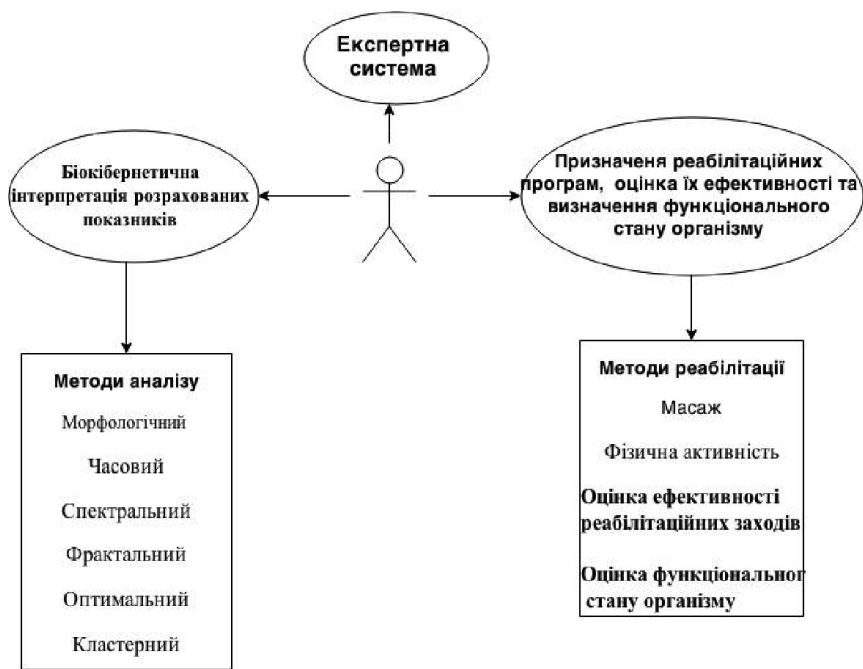 Експертна
система
Біокібернетична
інтерпретація розрахованих
показників
Призначеня реабілітаційних
програм, оцінка їх ефективності та
визначення функціонального
стану організму
Методи аналізу
Морфологічний
Часовий
Спектральний
Фрактальний
Оптимальний
Кластерний
Методи реабілітації
Масаж
Фізична активність
Оцінка ефективності
реабілітаційних заходів
Оцінка функціональног
стану організму